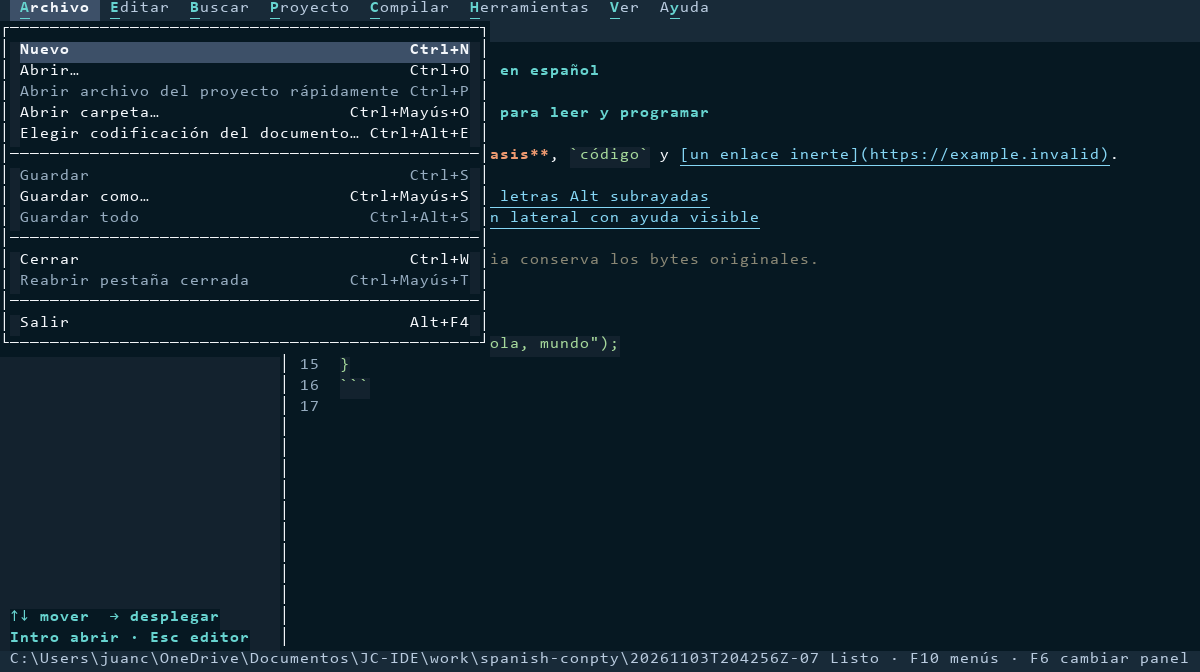 Archivo Editar Buscar Proyecto Compilar Herramientas Ver Ayuda
Nuevo Ctrl+N
Abrir… Ctrl+O
en español
Abrir archivo del proyecto rápidamente Ctrl+P
Abrir carpeta… Ctrl+Mayús+O
para leer y programar
Elegir codificación del documento… Ctrl+Alt+E
asis**, `código` y [un enlace inerte](https://example.invalid).
Guardar Ctrl+S
Guardar como… Ctrl+Mayús+S
letras Alt subrayadas
Guardar todo Ctrl+Alt+S
n lateral con ayuda visible
Cerrar Ctrl+W
ia conserva los bytes originales.
Reabrir pestaña cerrada Ctrl+Mayús+T
Salir Alt+F4
ola, mundo");
15 }
16 ```
17
↑↓ mover → desplegar
Intro abrir · Esc editor
C:\Users\juanc\OneDrive\Documentos\JC-IDE\work\spanish-conpty\20261103T204256Z-07 Listo · F10 menús · F6 cambiar panel